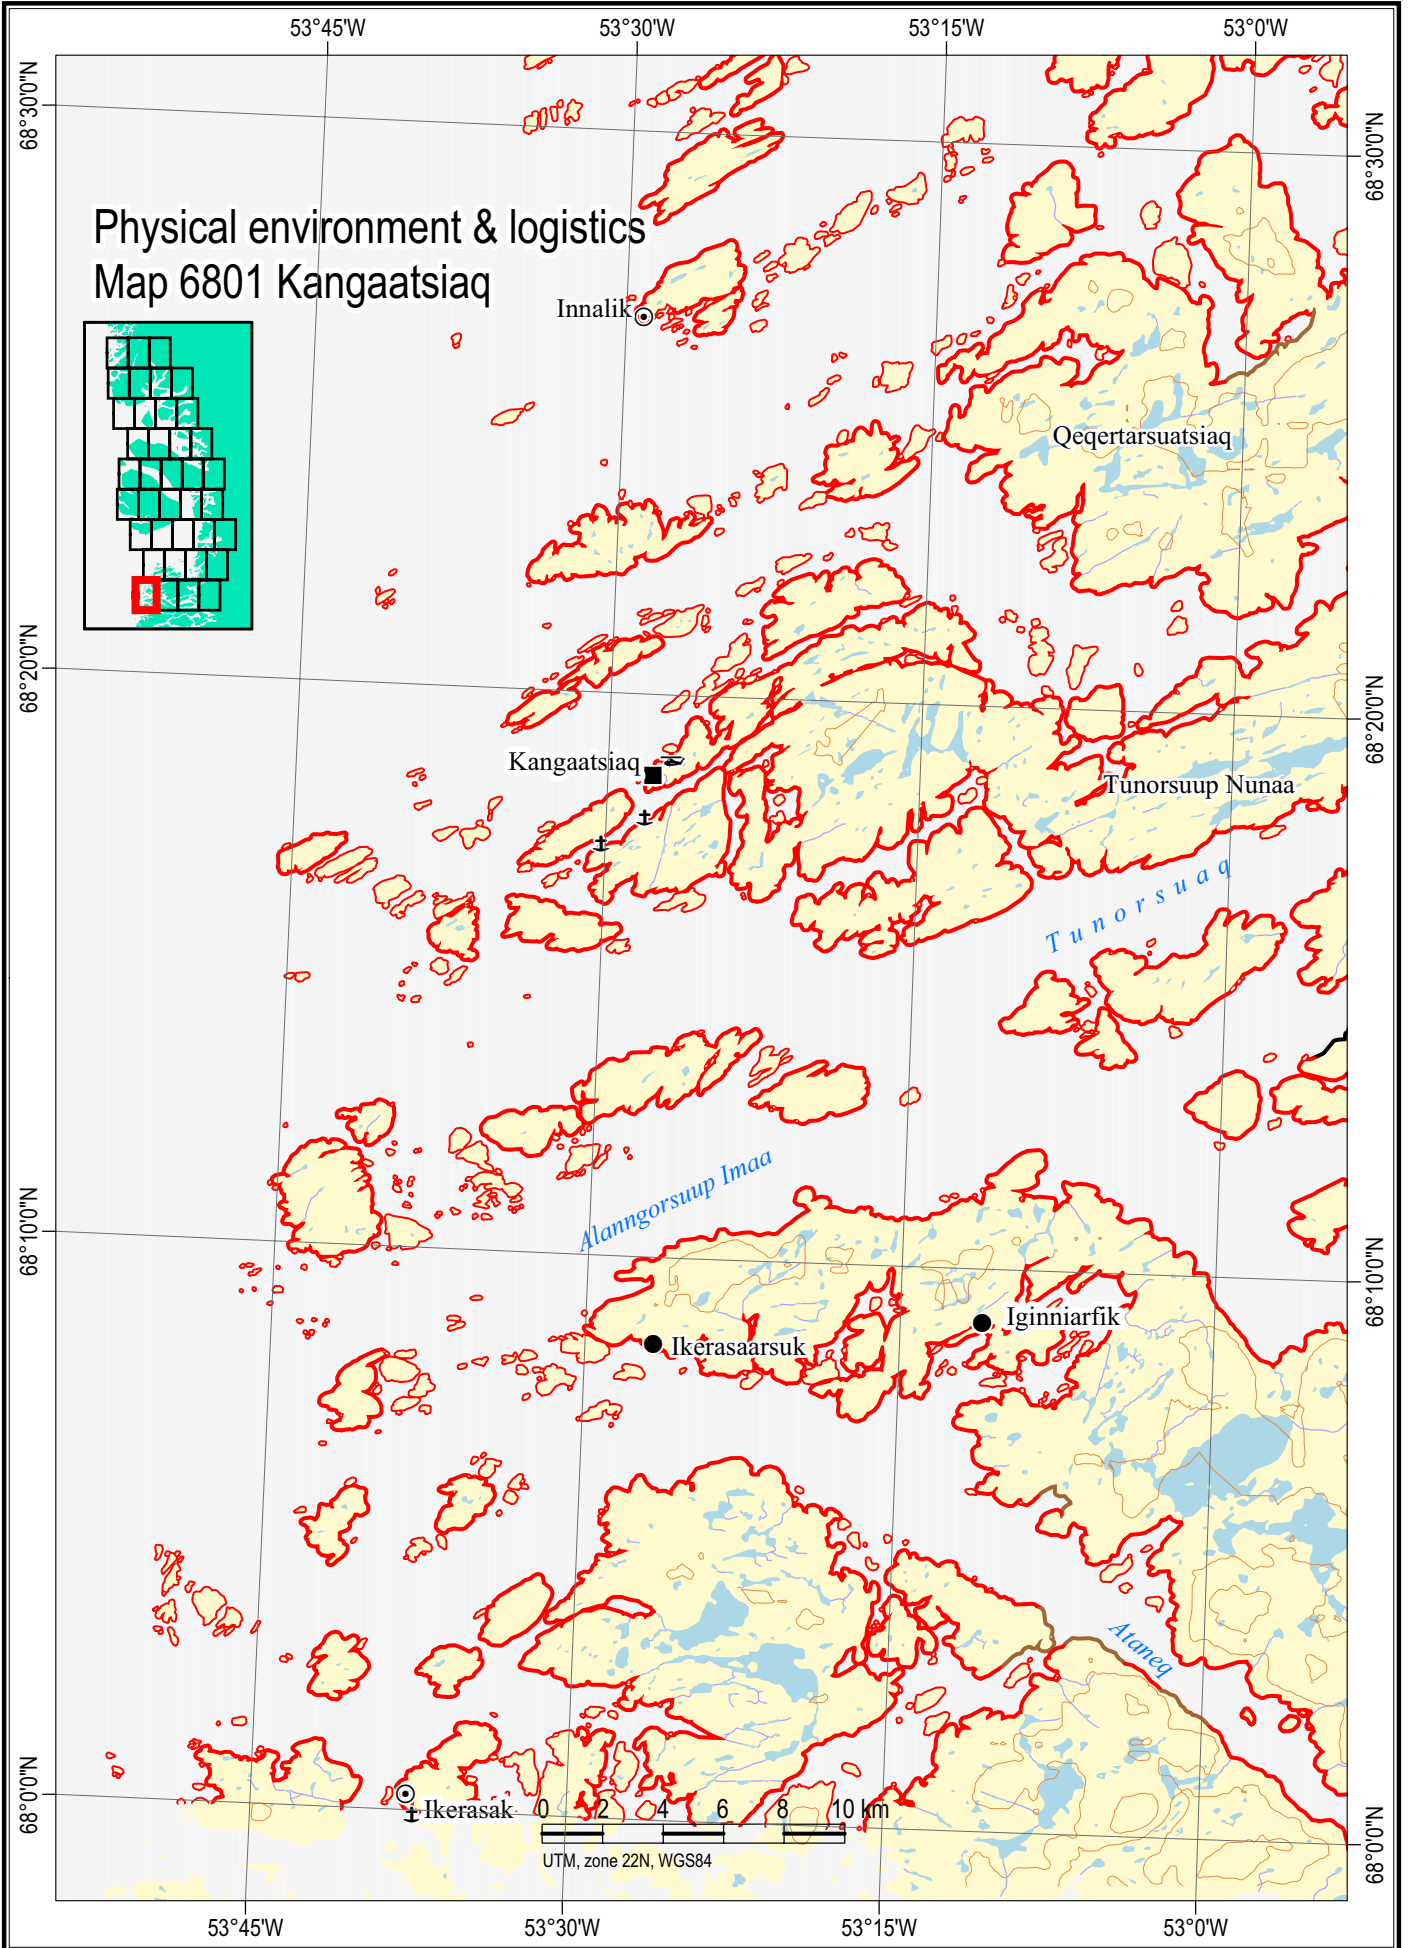 53°45'W
53°30'W
53°15'W
53°0'W
68°30'0"N
68°30'0"N
Physical environment & logistics
Map 6801 Kangaatsiaq
Innalik
Qeqertarsuatsiaq
68°20'0"N
68°20'0"N
Kangaatsiaq
Tunorsuup Nunaa
Tunorsuaq
Alanngorsuup Imaa
68°10'0"N
68°10'0"N
Iginniarfik
Ikerasaarsuk
Ataneq
68°0'0"N
68°0'0"N
Ikerasak
0 2 4 6 8 10 km
UTM, zone 22N, WGS84
53°45'W
53°30'W
53°15'W
53°0'W